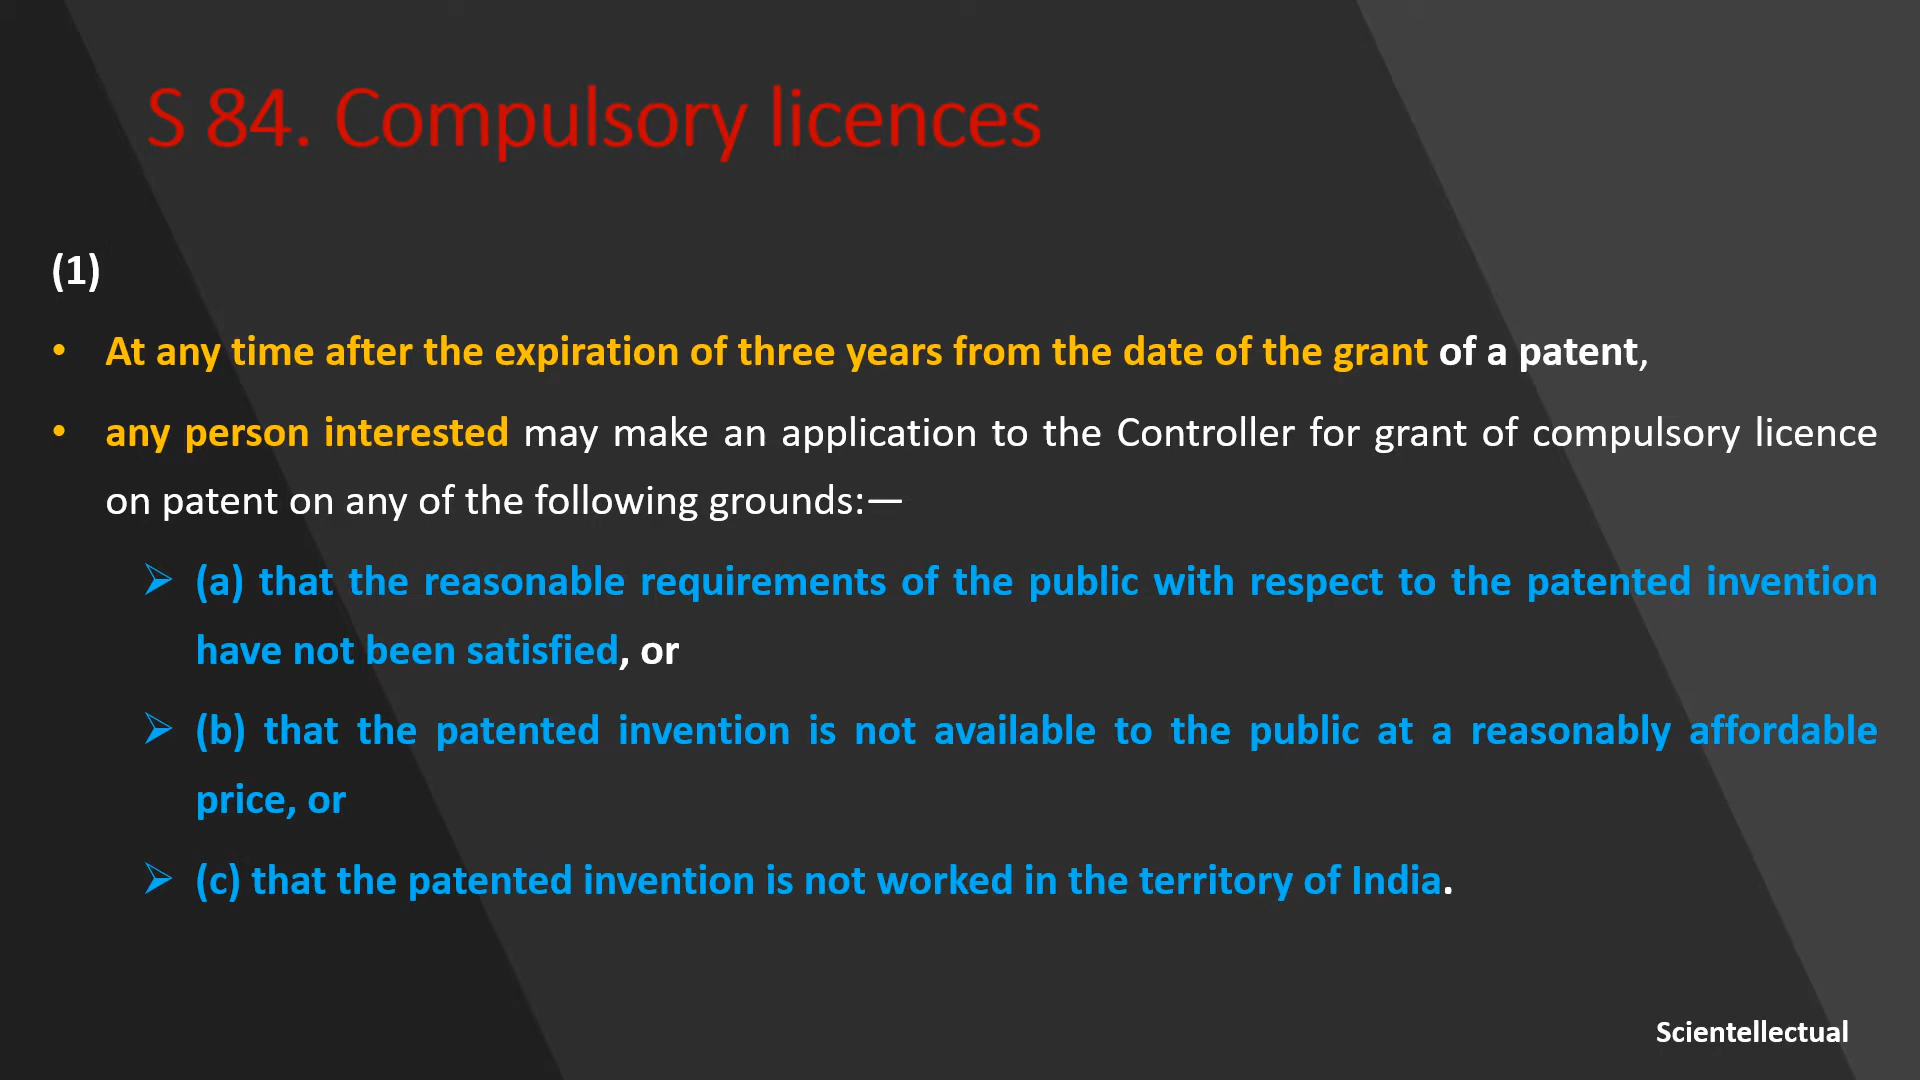 S 84. Compulsory licences
(1)
• At any time after the expiration of three years from the date of the grant of a patent,
• any person interested may make an application to the Controller for grant of compulsory licence
on patent on any of the following grounds:—
➢ (a) that the reasonable requirements of the public with respect to the patented invention
have not been satisfied, or
➢ (b) that the patented invention is not available to the public at a reasonably affordable
price, or
➢ (c) that the patented invention is not worked in the territory of India.
Scientellectual